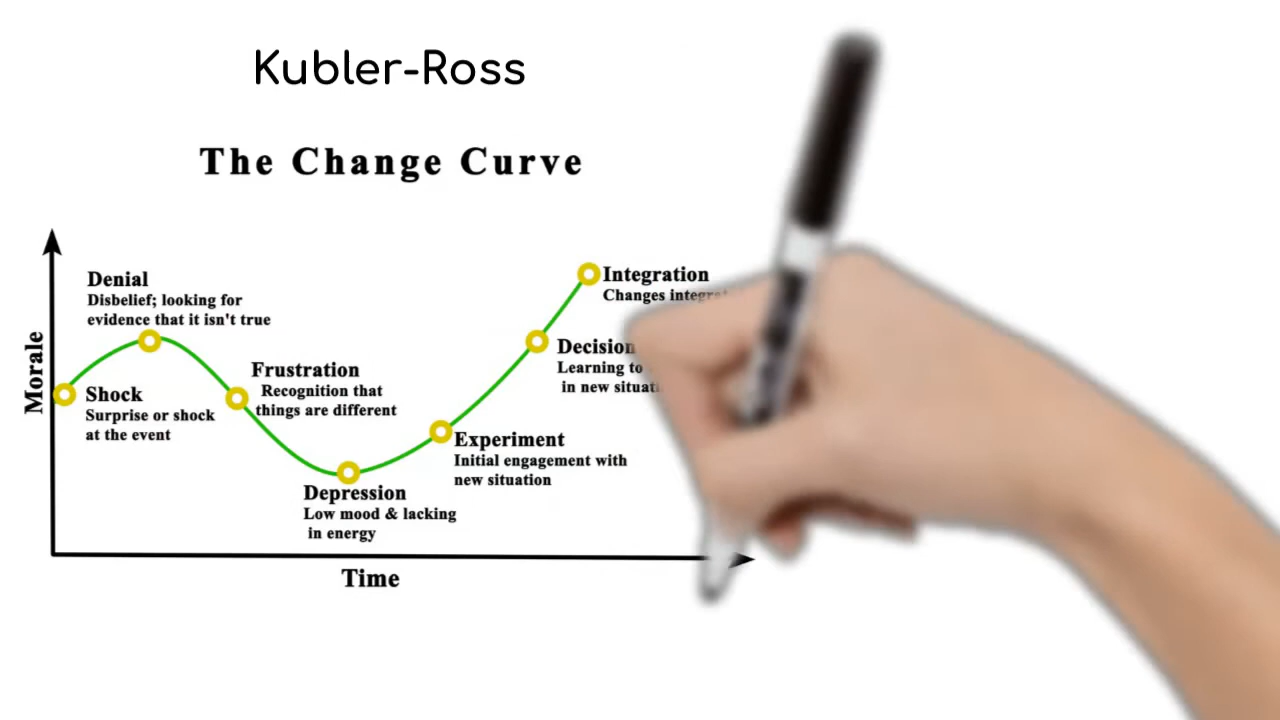 Kubler-Ross
The Change Curve
Morale
Denial
Disbelief; looking for
evidence that it isn't true
Shock
Surprise or shock
at the event
Frustration
Recognition that
things are different
Depression
Low mood & lacking
in energy
Experiment
Initial engagement with
new situation
Decision
Learning to
in new
Integration
Changes
Time